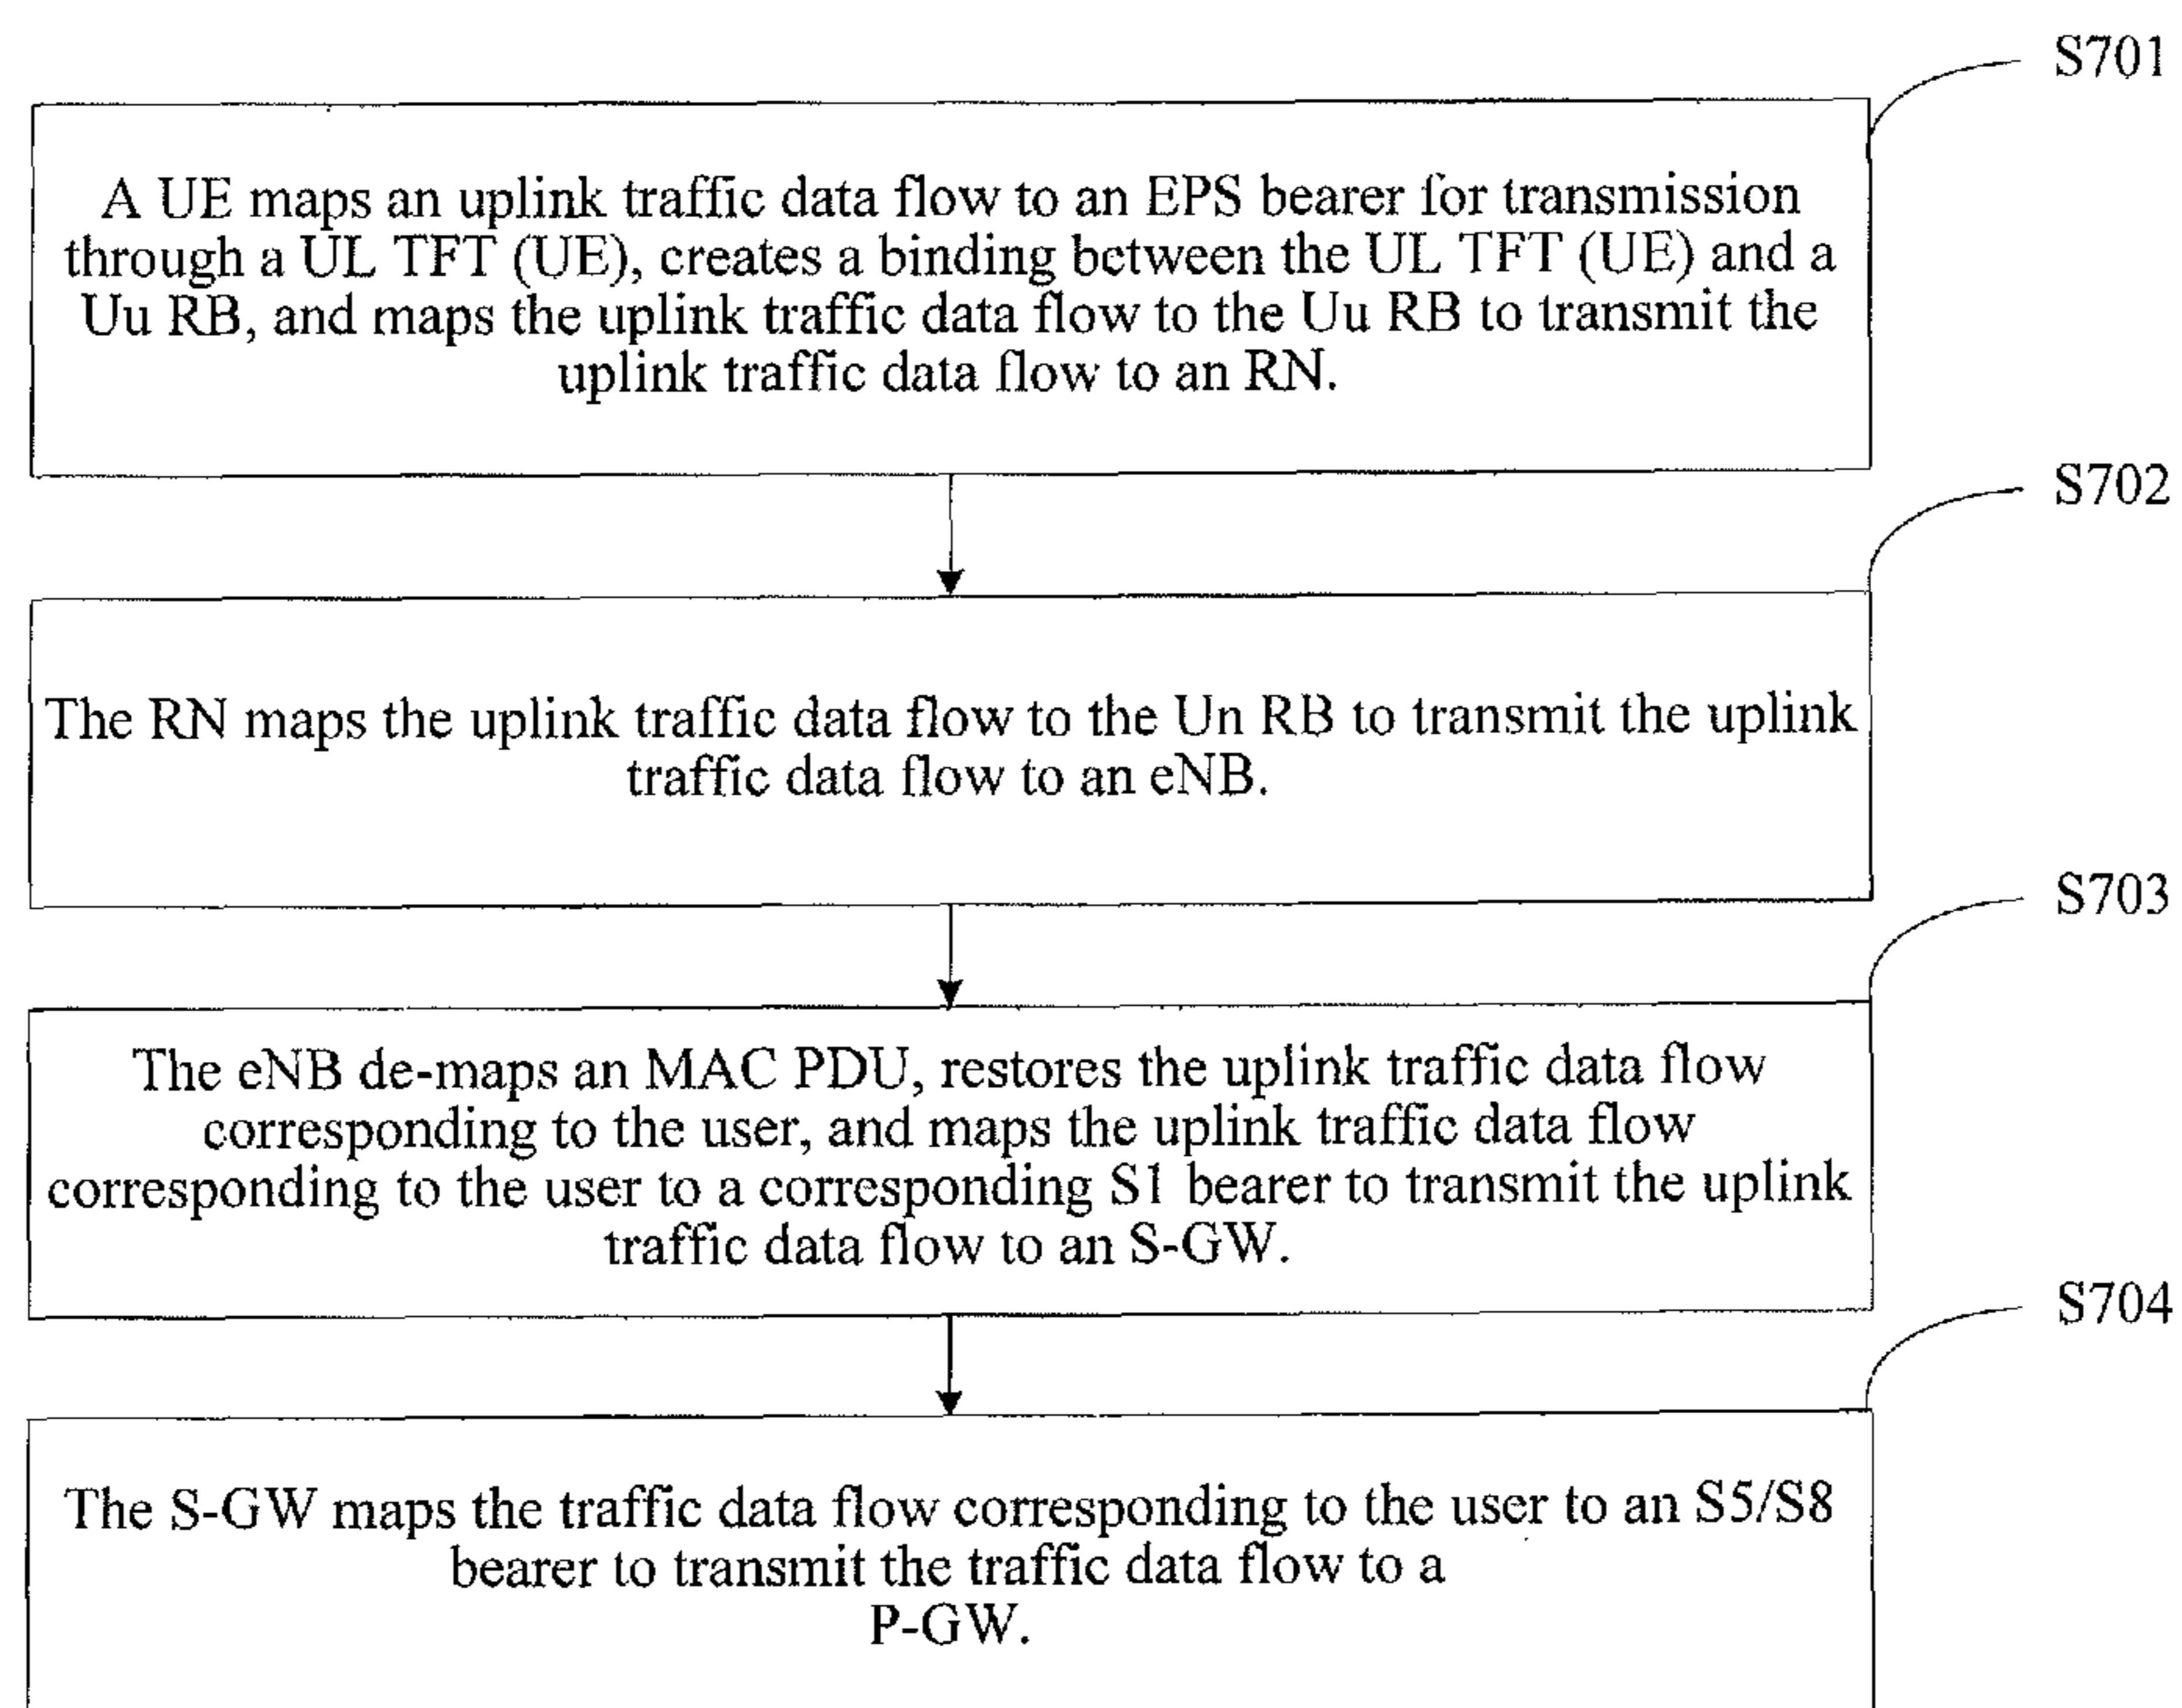 S701
A UE maps an uplink traffic data flow to an EPS bearer for transmission
through a UL TFT (UE), creates a binding between the UL TFT (UE) and a
Uu RB, and maps the uplink traffic data flow to the Uu RB to transmit the
uplink traffic data flow to an RN.
S702
The RN maps the uplink traffic data flow to the Un RB to transmit the uplink
traffic data flow to an eNB.
S703
The eNB de-maps an MAC PDU, restores the uplink traffic data flow
corresponding to the user, and maps the uplink traffic data flow
corresponding to the user to a corresponding S1 bearer to transmit the uplink
traffic data flow to an S-GW.
S704
The S-GW maps the traffic data flow corresponding to the user to an S5/S8
bearer to transmit the traffic data flow to a
P-GW.